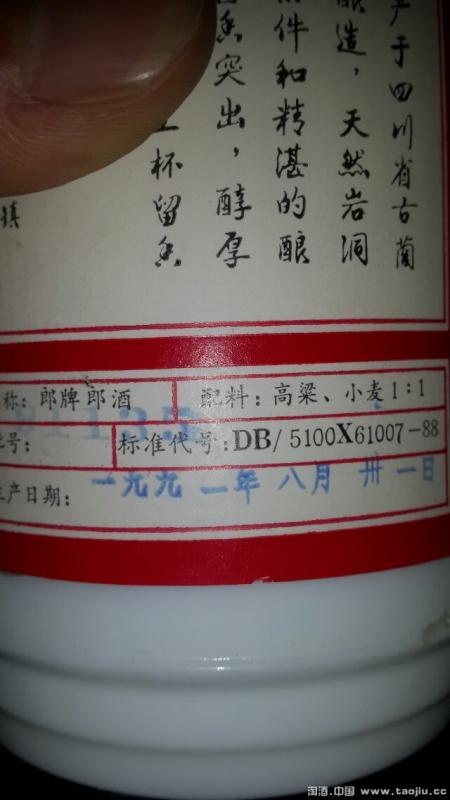 产于四川省古蔺
酿造，天然岩洞
件和精湛的酿
香突出，醇厚
杯留香
镇
称：郎牌郎酒 配料：高粱、小麦1:1
号： 标准代号：DB/5100X61007-88
产日期：一九九一年八月卅一日
淘酒.中国 www.taojiu.cc